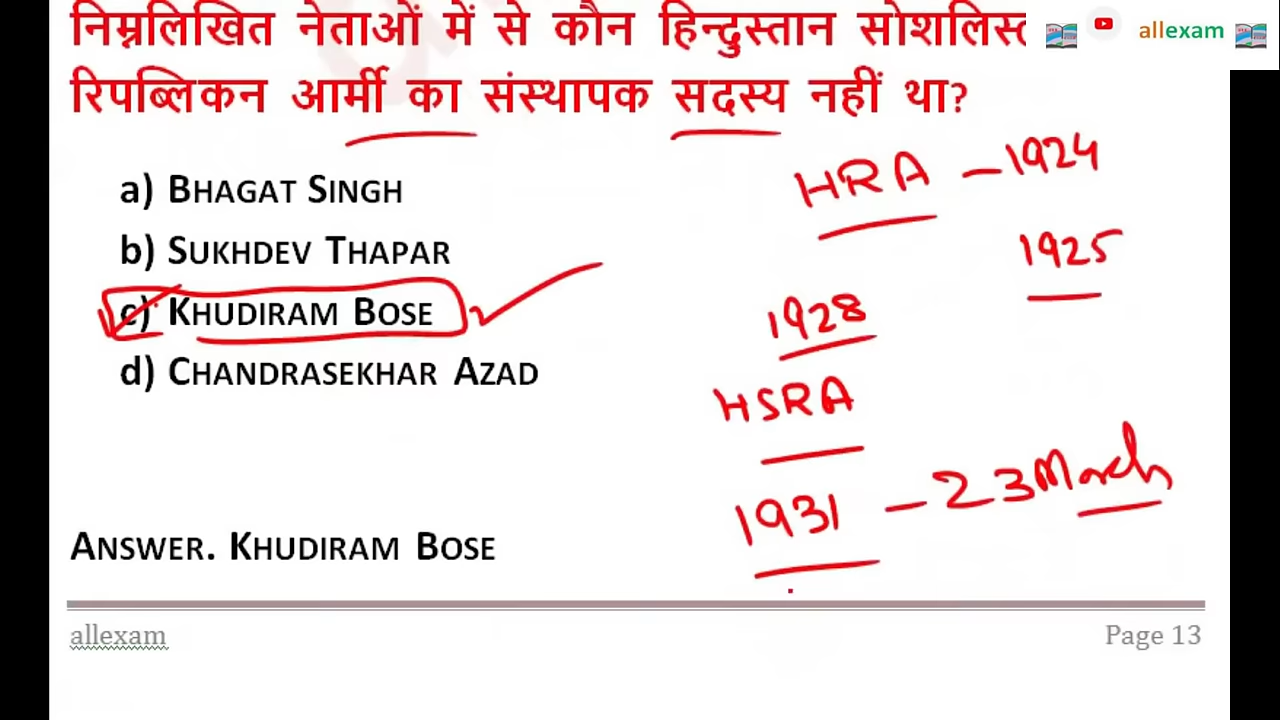 निम्नलिखित नेताओं में से कौन हिन्दुस्तान सोशलिस्ट
allexam
रिपब्लिकन आर्मी का संस्थापक सदस्य नहीं था?
HRA – 1924
a) BHAGAT SINGH
1925
b) SUKHDEV THAPAR
c) KHUDIRAM BOSE
1928
d) CHANDRASEKHAR AZAD
HSRA
1931 – 23 March
ANSWER. KHUDIRAM BOSE
allexam
Page 13